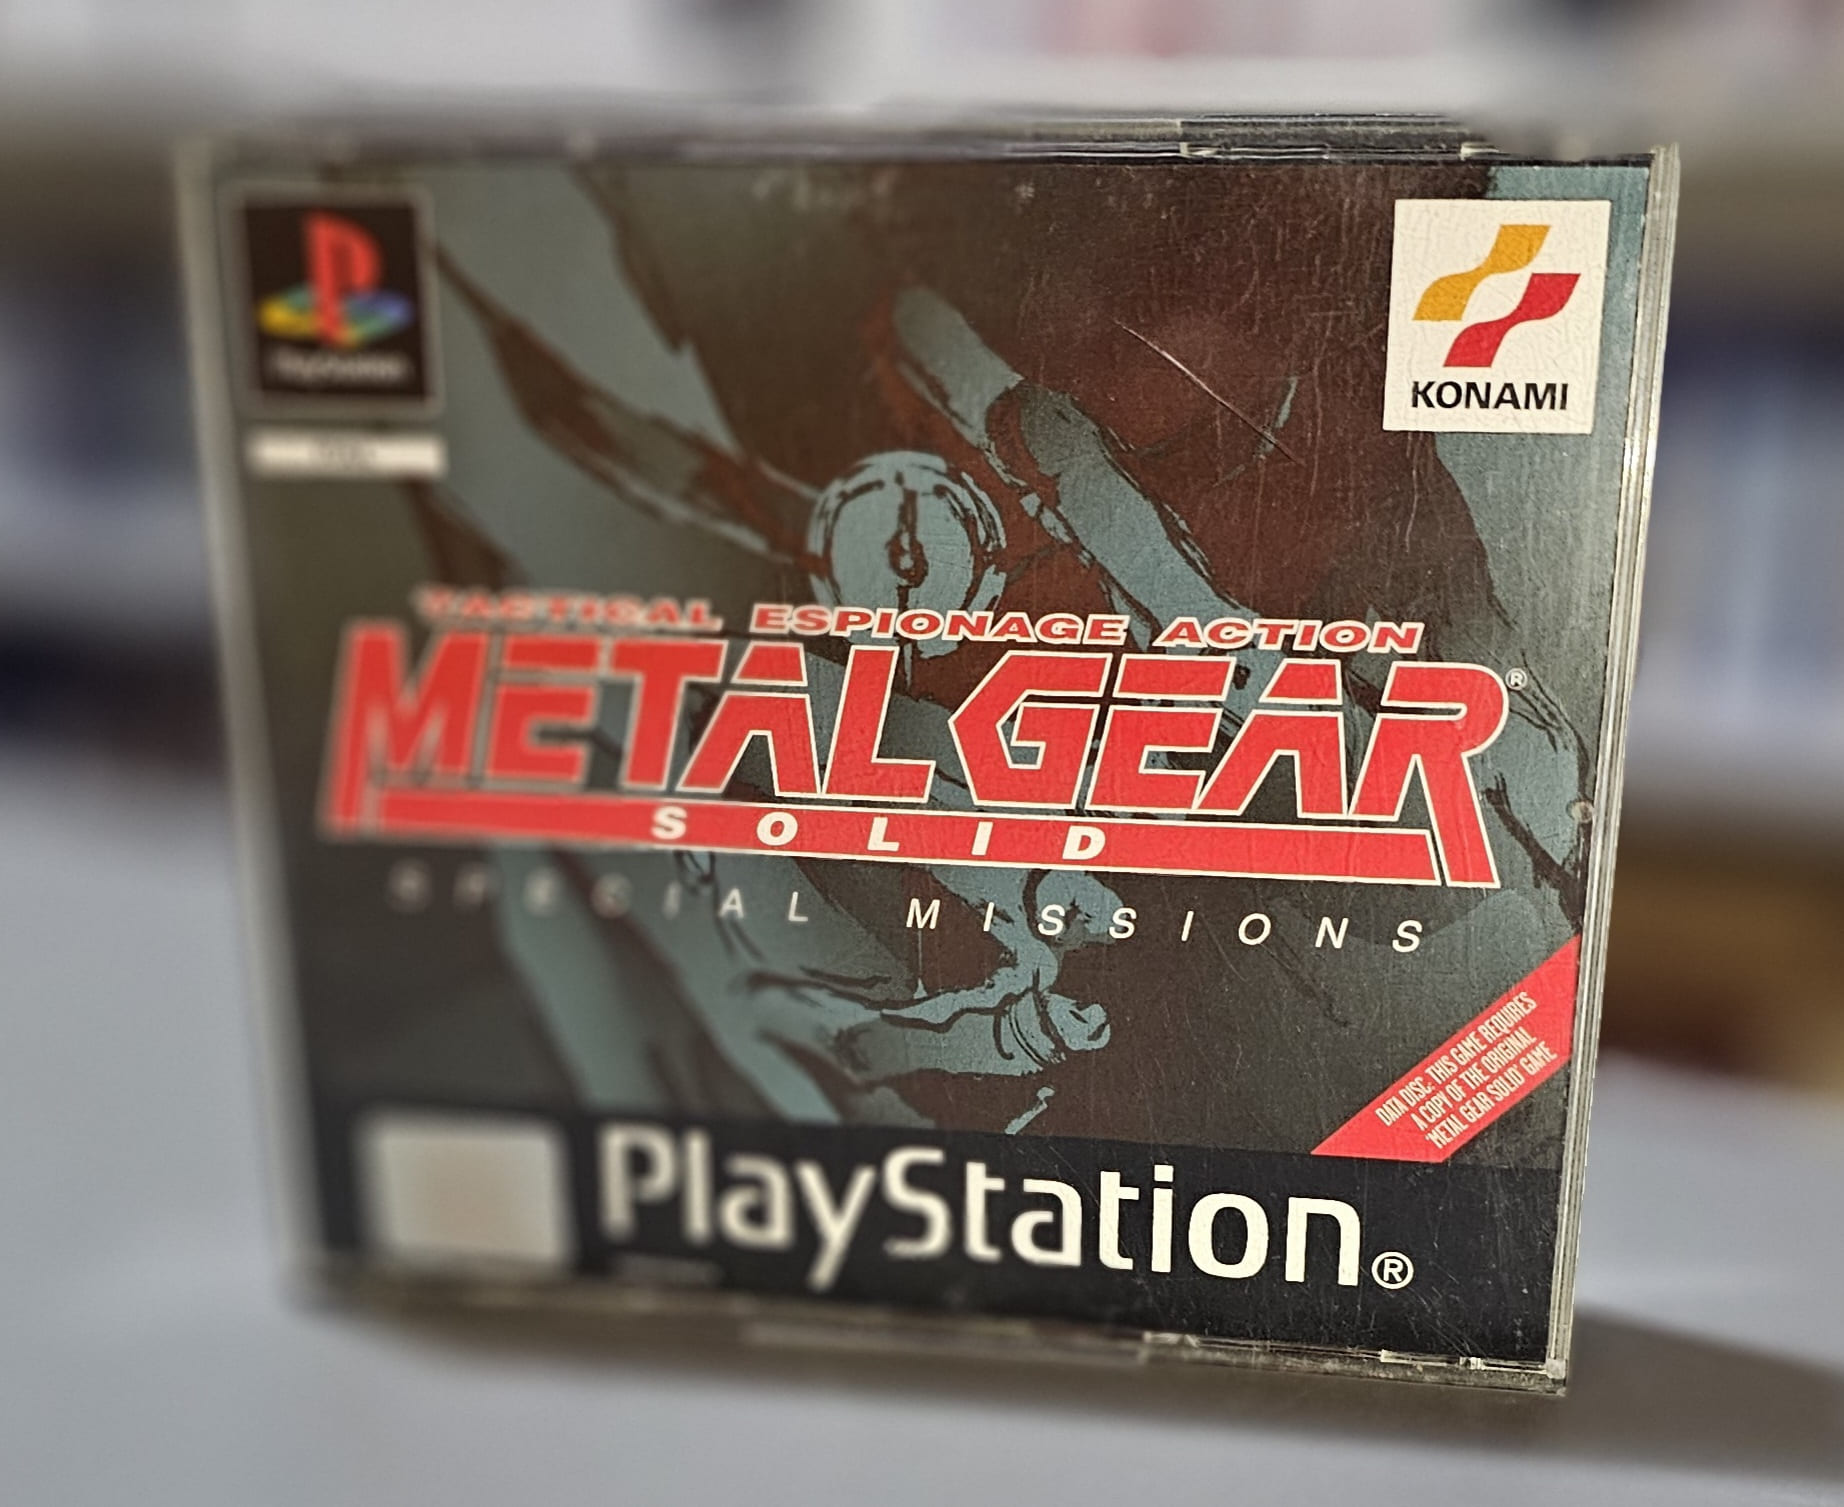 PlayStation
KONAMI
TACTICAL ESPIONAGE ACTION
METAL GEAR®
SOLID
SPECIAL MISSIONS
DATA DISC: THIS GAME REQUIRES
A COPY OF THE ORIGINAL
'METAL GEAR SOLID' GAME
PlayStation®